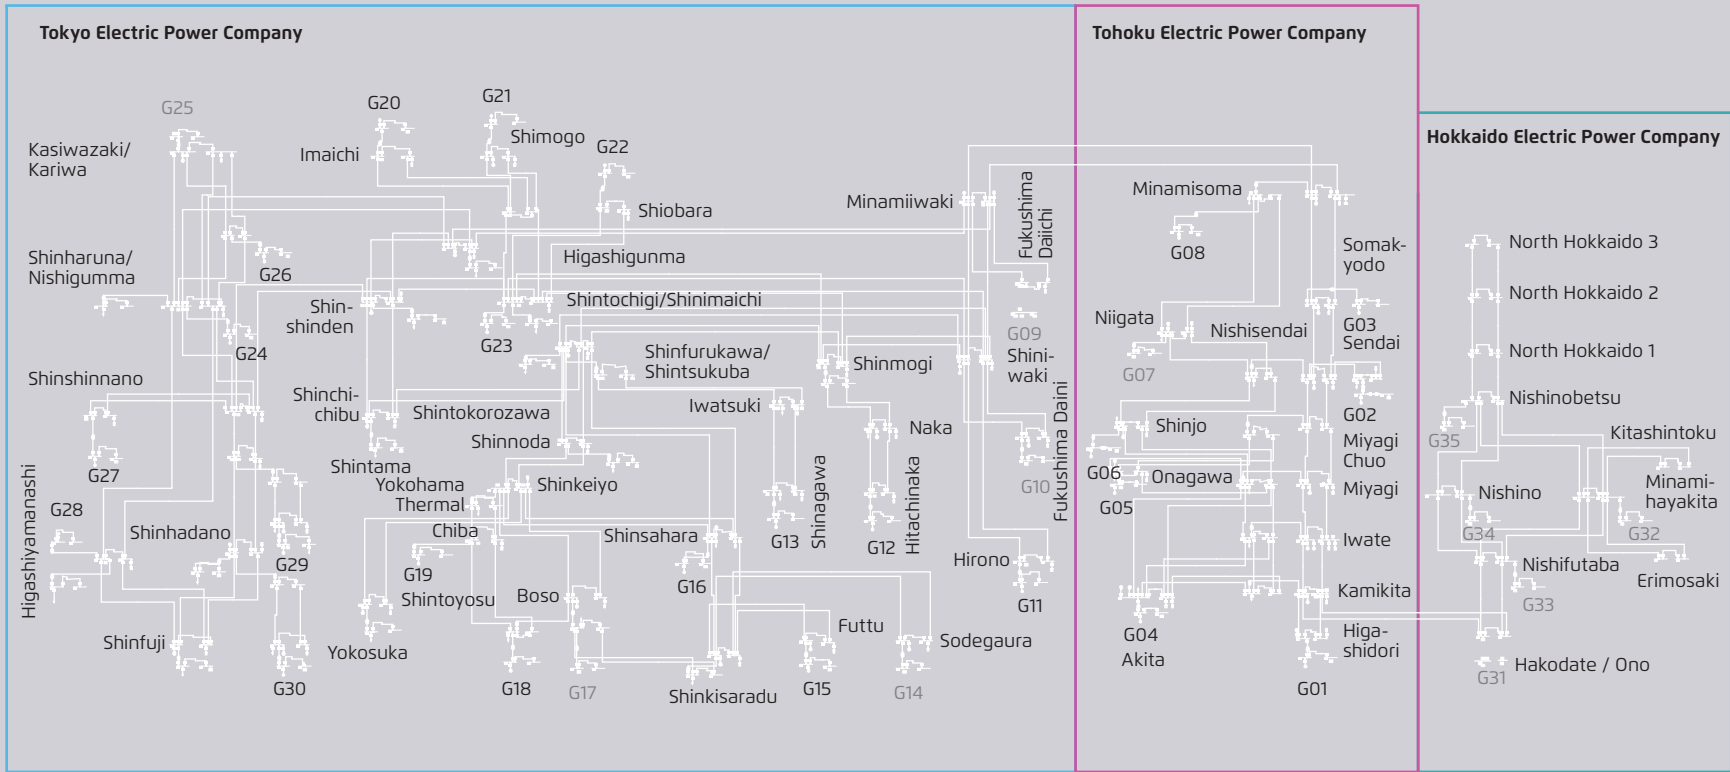 Tokyo Electric Power Company
G25
G20
G21
Shimogo
Kasiwazaki/
Kariwa
Imaichi
G22
Shiobara
Minamiiwaki
Fukushima
Daiichi
Shinharuna/
Nishigumma
G26
Higashigunma
Shin-
shinden
Shintochigi/Shinimaichi
G24
G23
G09
Shini-
waki
Shinfurukawa/
Shintsukuba
Shinmogi
Shinshinnano
Shinchi-
chibu
Shintokorozawa
Iwatsuki
Naka
Fukushima Daini
G27
Shinnoda
Shintama
Yokohama
Thermal
Shinkeiyo
G10
Higashiyamanashi
G28
Shinhadano
Chiba
Shinsahara
G13
Shinagawa
G12
Hitachinaka
G29
G19
Shintoyosu
Boso
G16
Hirono
G11
Shinfuji
Yokosuka
Futtu
Sodegaura
G30
G18
G17
Shinkisaradu
G15
G14
Tohoku Electric Power Company
Minamisoma
G08
Somak-
yodo
Niigata
Nishisendai
G03
Sendai
G07
G02
Shinjo
Miyagi
Chuo
G06
Onagawa
Miyagi
G05
Iwate
Kamikita
G04
Akita
Higa-
shidori
G01
Hokkaido Electric Power Company
North Hokkaido 3
North Hokkaido 2
North Hokkaido 1
Nishinobetsu
G35
Kitashintoku
Nishino
Minami-
hayakita
G34
G32
Nishifutaba
Erimosaki
G33
Hakodate / Ono
G31